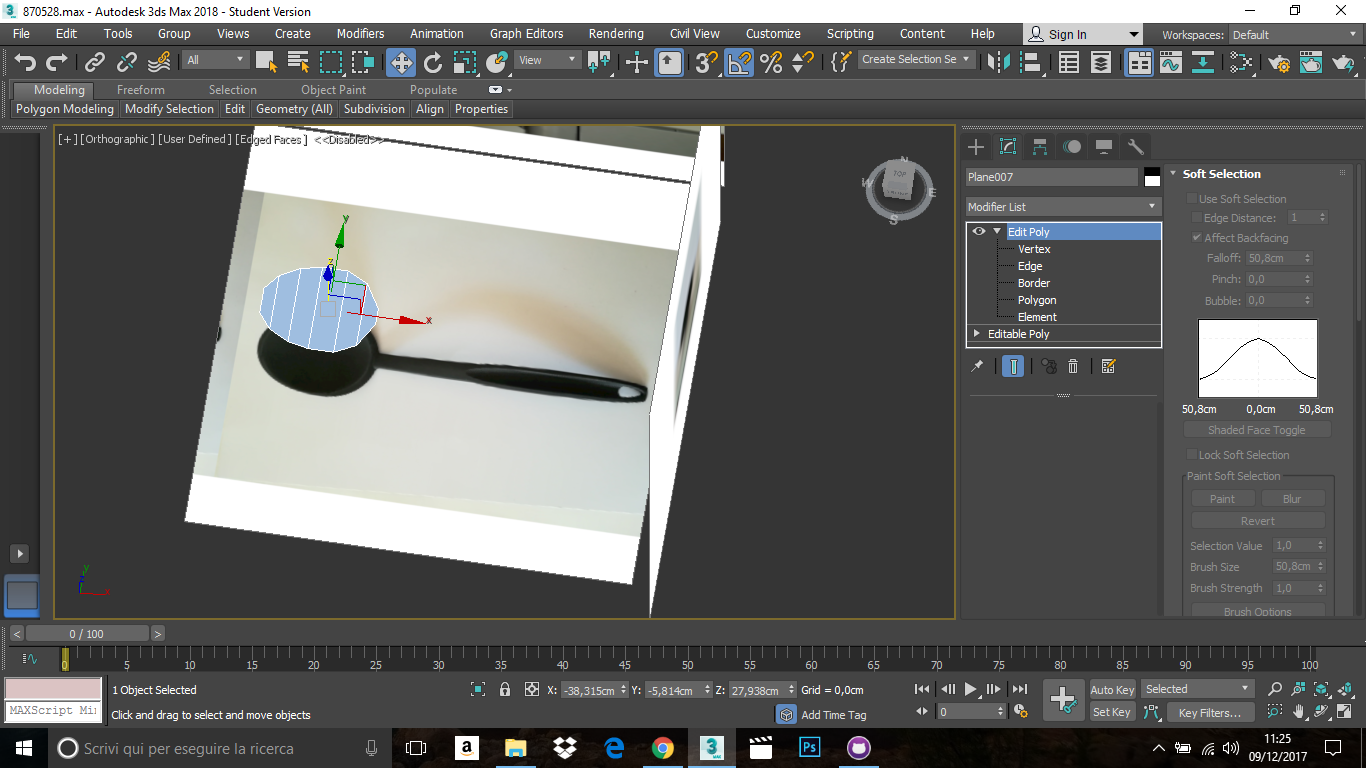 870528.max - Autodesk 3ds Max 2018 - Student Version
File Edit Tools Group Views Create Modifiers Animation Graph Editors Rendering Civil View Customize Scripting Content Help Sign In Workspaces: Default
All View Create Selection Se
Modeling Freeform Selection Object Paint Populate
Polygon Modeling Modify Selection Edit Geometry (All) Subdivision Align Properties
[+] [Orthographic] [User Defined] [Edged Faces] <<Disabled>>
N
W E
S
TOP
y
z
x
y
Plane007
Modifier List
Edit Poly
Vertex
Edge
Border
Polygon
Element
Editable Poly
Soft Selection
Use Soft Selection
Edge Distance: 1
Affect Backfacing
Falloff: 50,8cm
Pinch: 0,0
Bubble: 0,0
50,8cm 0,0cm 50,8cm
Shaded Face Toggle
Lock Soft Selection
Paint Soft Selection
Paint Blur
Revert
Selection Value 1,0
Brush Size 50,8cm
Brush Strength 1,0
Brush Options
< 0 / 100 >
0 5 10 15 20 25 30 35 40 45 50 55 60 65 70 75 80 85 90 95 100
1 Object Selected X: -38,315cm Y: -5,814cm Z: 27,938cm Grid = 0,0cm Auto Key Selected
MAXScript Mi Click and drag to select and move objects Add Time Tag 0 Set Key Key Filters...
Scrivi qui per eseguire la ricerca
11:25
09/12/2017